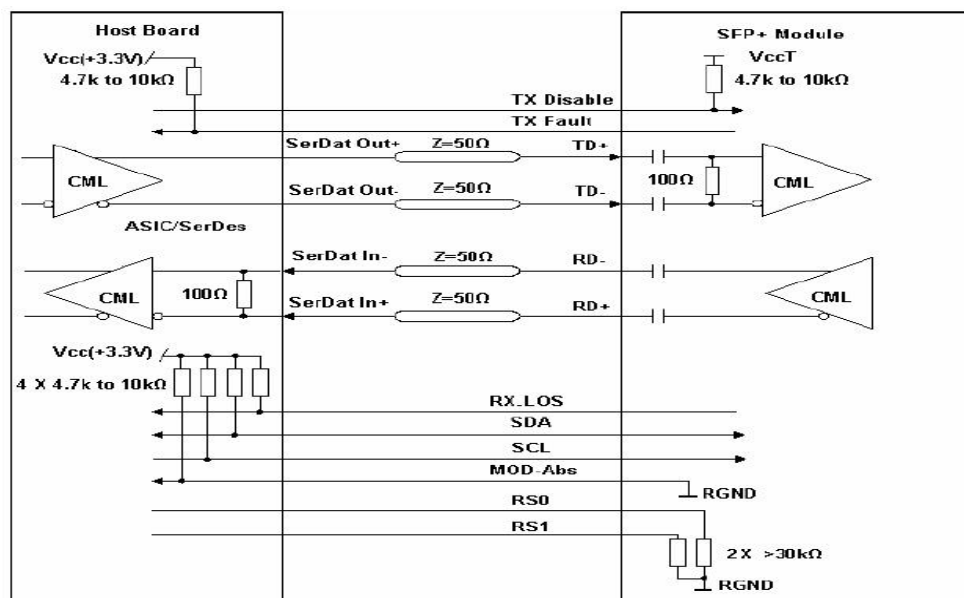 Host Board
SFP+ Module
Vcc(+3.3V)
4.7k to 10kΩ
VccT
4.7k to 10kΩ
TX Disable
TX Fault
SerDat Out+
Z=50Ω
TD+
CML
100Ω
CML
SerDat Out-
Z=50Ω
TD-
ASIC/SerDes
SerDat In-
Z=50Ω
RD-
CML
100Ω
CML
SerDat In+
Z=50Ω
RD+
Vcc(+3.3V)
4 X 4.7k to 10kΩ
RX-LOS
SDA
SCL
MOD-Abs
RGND
RS0
RS1
2X >30kΩ
RGND